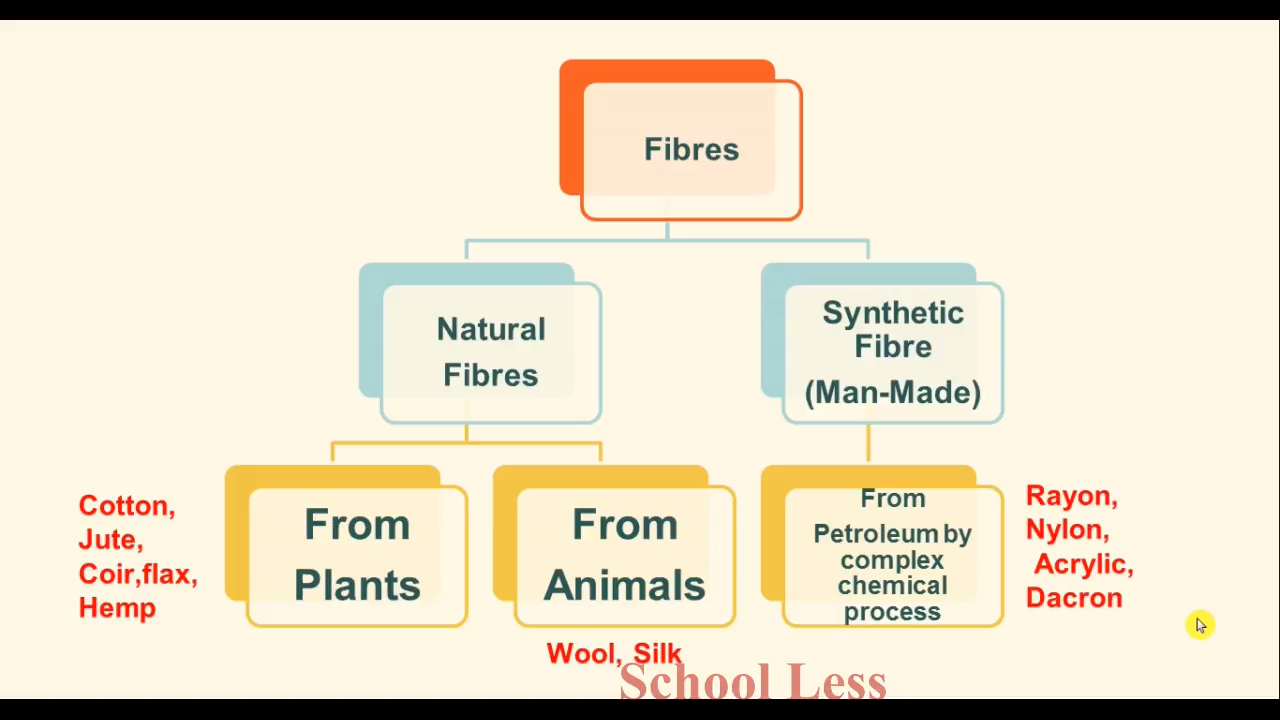 Fibres
Natural
Fibres
Synthetic
Fibre
(Man-Made)
Cotton,
Jute,
Coir,flax,
Hemp
From
Plants
From
Animals
Wool, Silk
From
Petroleum by
complex
chemical
process
Rayon,
Nylon,
Acrylic,
Dacron
School Less